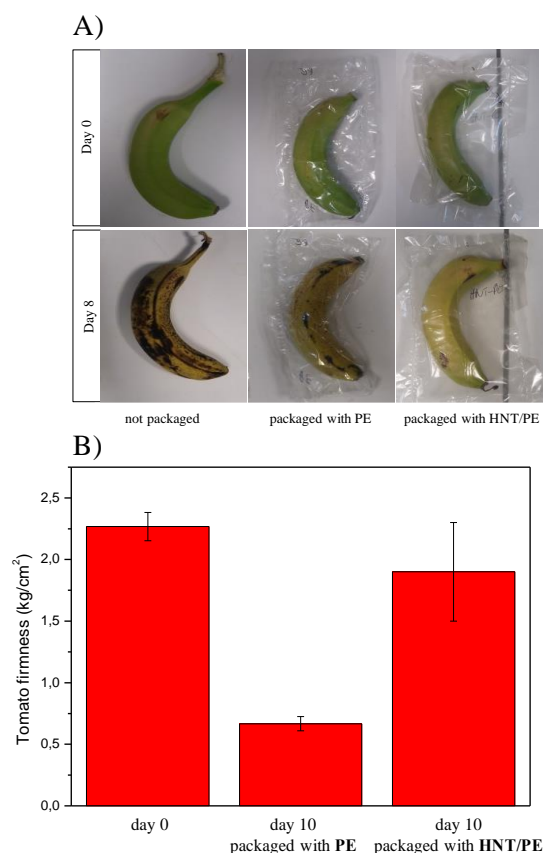 A)
Day 0
Day 8
not packaged
packaged with PE
packaged with HNT/PE
B)
Tomato firmness (kg/cm²)
2,5
2,0
1,5
1,0
0,5
0,0
day 0
day 10
packaged with PE
day 10
packaged with HNT/PE